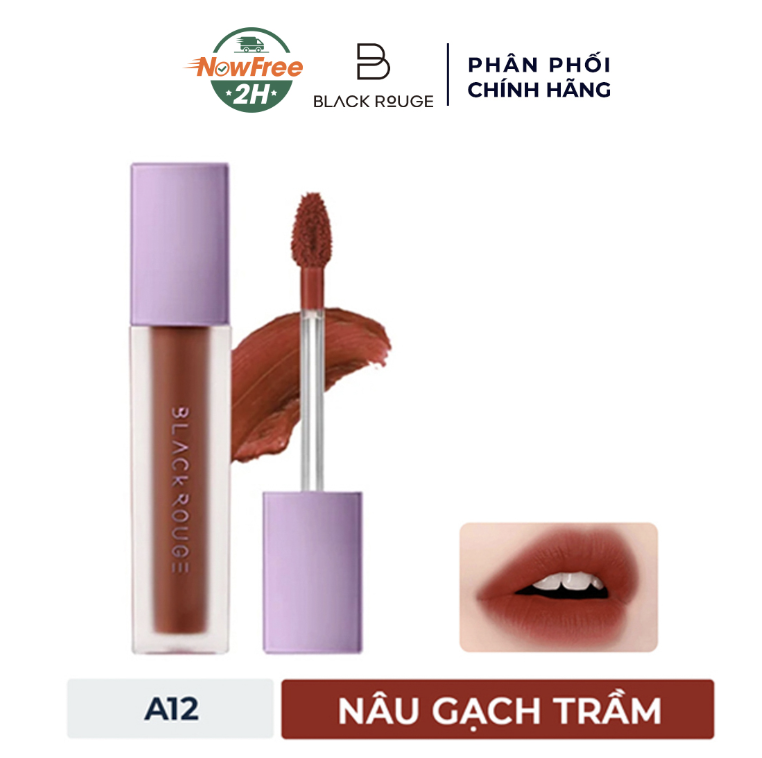 NowFree
2H
BLACK ROUGE
PHÂN PHỐI
CHÍNH HÃNG
BLACK ROUGE
A12
NÂU GẠCH TRẦM